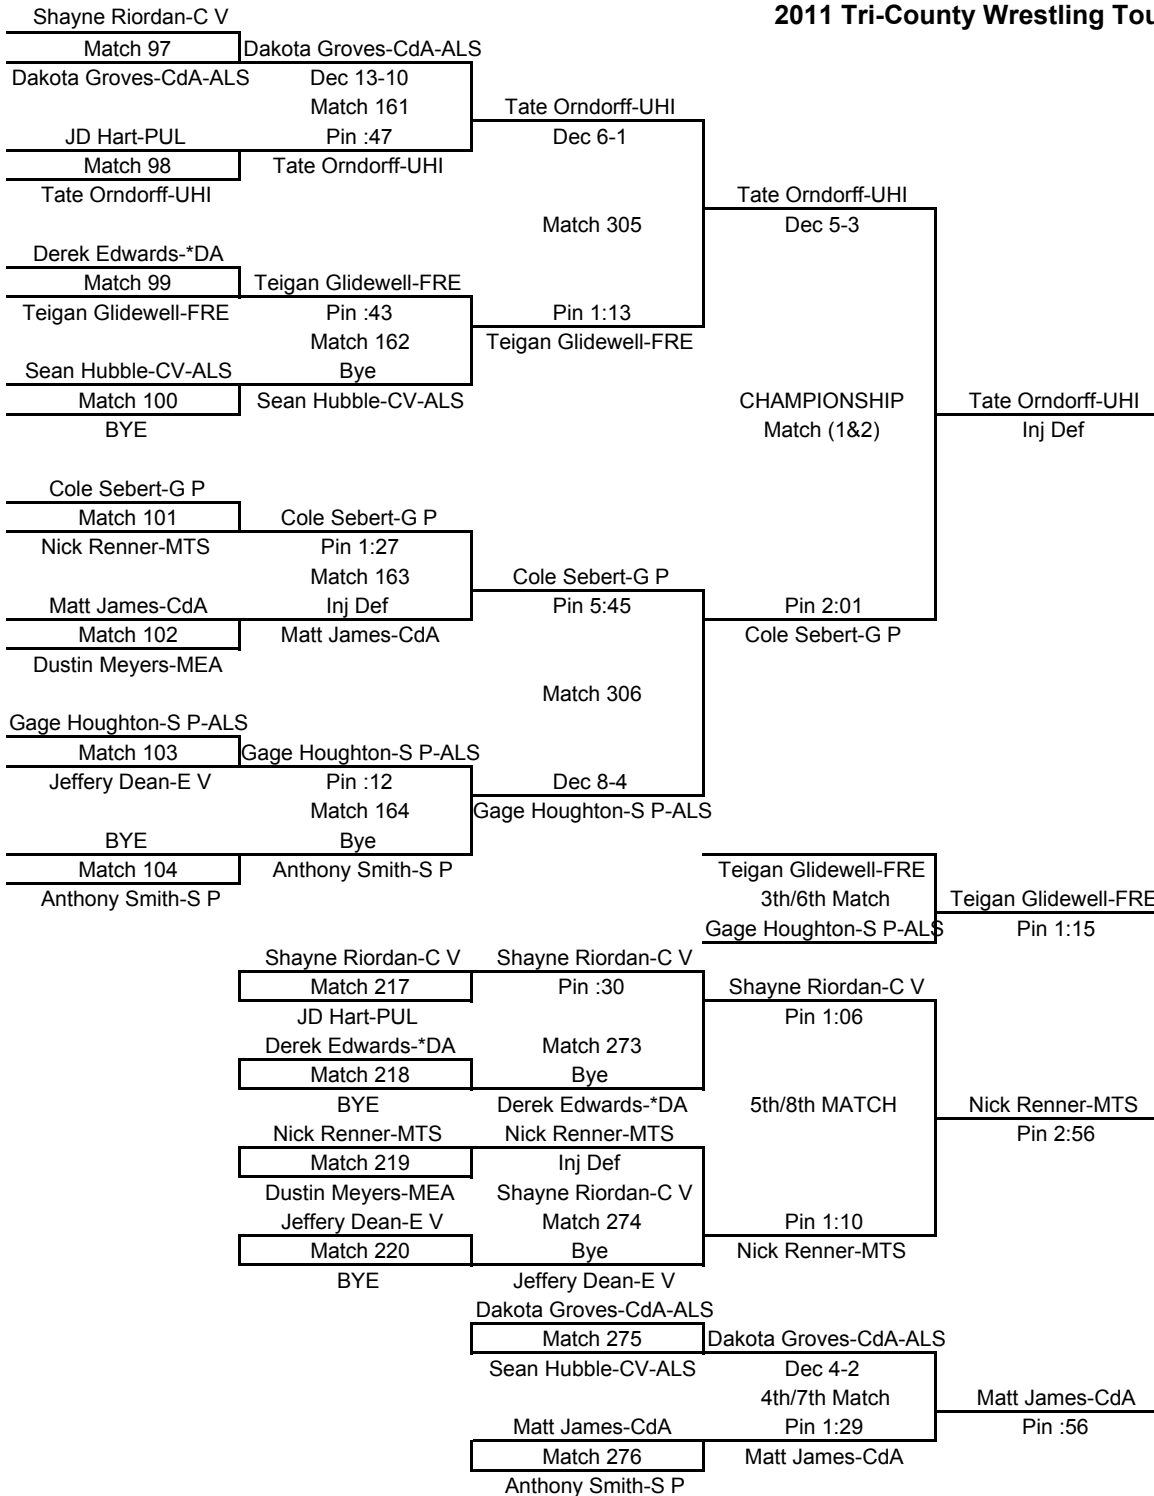 Shayne Riordan-C V
2011 Tri-County Wrestling Tou
Match 97
Dakota Groves-CdA-ALS
Dakota Groves-CdA-ALS
Dec 13-10
Match 161
Tate Orndorff-UHI
JD Hart-PUL
Pin :47
Dec 6-1
Match 98
Tate Orndorff-UHI
Tate Orndorff-UHI
Tate Orndorff-UHI
Match 305
Dec 5-3
Derek Edwards-*DA
Match 99
Teigan Glidewell-FRE
Teigan Glidewell-FRE
Pin :43
Pin 1:13
Match 162
Teigan Glidewell-FRE
Sean Hubble-CV-ALS
Bye
Match 100
Sean Hubble-CV-ALS
CHAMPIONSHIP
Tate Orndorff-UHI
BYE
Match (1&2)
Inj Def
Cole Sebert-G P
Match 101
Cole Sebert-G P
Nick Renner-MTS
Pin 1:27
Match 163
Cole Sebert-G P
Matt James-CdA
Inj Def
Pin 5:45
Pin 2:01
Match 102
Matt James-CdA
Cole Sebert-G P
Dustin Meyers-MEA
Match 306
Gage Houghton-S P-ALS
Match 103
Gage Houghton-S P-ALS
Jeffery Dean-E V
Pin :12
Dec 8-4
Match 164
Gage Houghton-S P-ALS
BYE
Bye
Match 104
Anthony Smith-S P
Teigan Glidewell-FRE
Anthony Smith-S P
3th/6th Match
Teigan Glidewell-FRE
Gage Houghton-S P-ALS
Pin 1:15
Shayne Riordan-C V
Shayne Riordan-C V
Match 217
Pin :30
Shayne Riordan-C V
JD Hart-PUL
Pin 1:06
Derek Edwards-*DA
Match 273
Match 218
Bye
BYE
Derek Edwards-*DA
5th/8th MATCH
Nick Renner-MTS
Nick Renner-MTS
Nick Renner-MTS
Pin 2:56
Match 219
Inj Def
Dustin Meyers-MEA
Shayne Riordan-C V
Jeffery Dean-E V
Match 274
Pin 1:10
Match 220
Bye
Nick Renner-MTS
BYE
Jeffery Dean-E V
Dakota Groves-CdA-ALS
Match 275
Dakota Groves-CdA-ALS
Sean Hubble-CV-ALS
Dec 4-2
4th/7th Match
Matt James-CdA
Matt James-CdA
Pin 1:29
Pin :56
Match 276
Matt James-CdA
Anthony Smith-S P